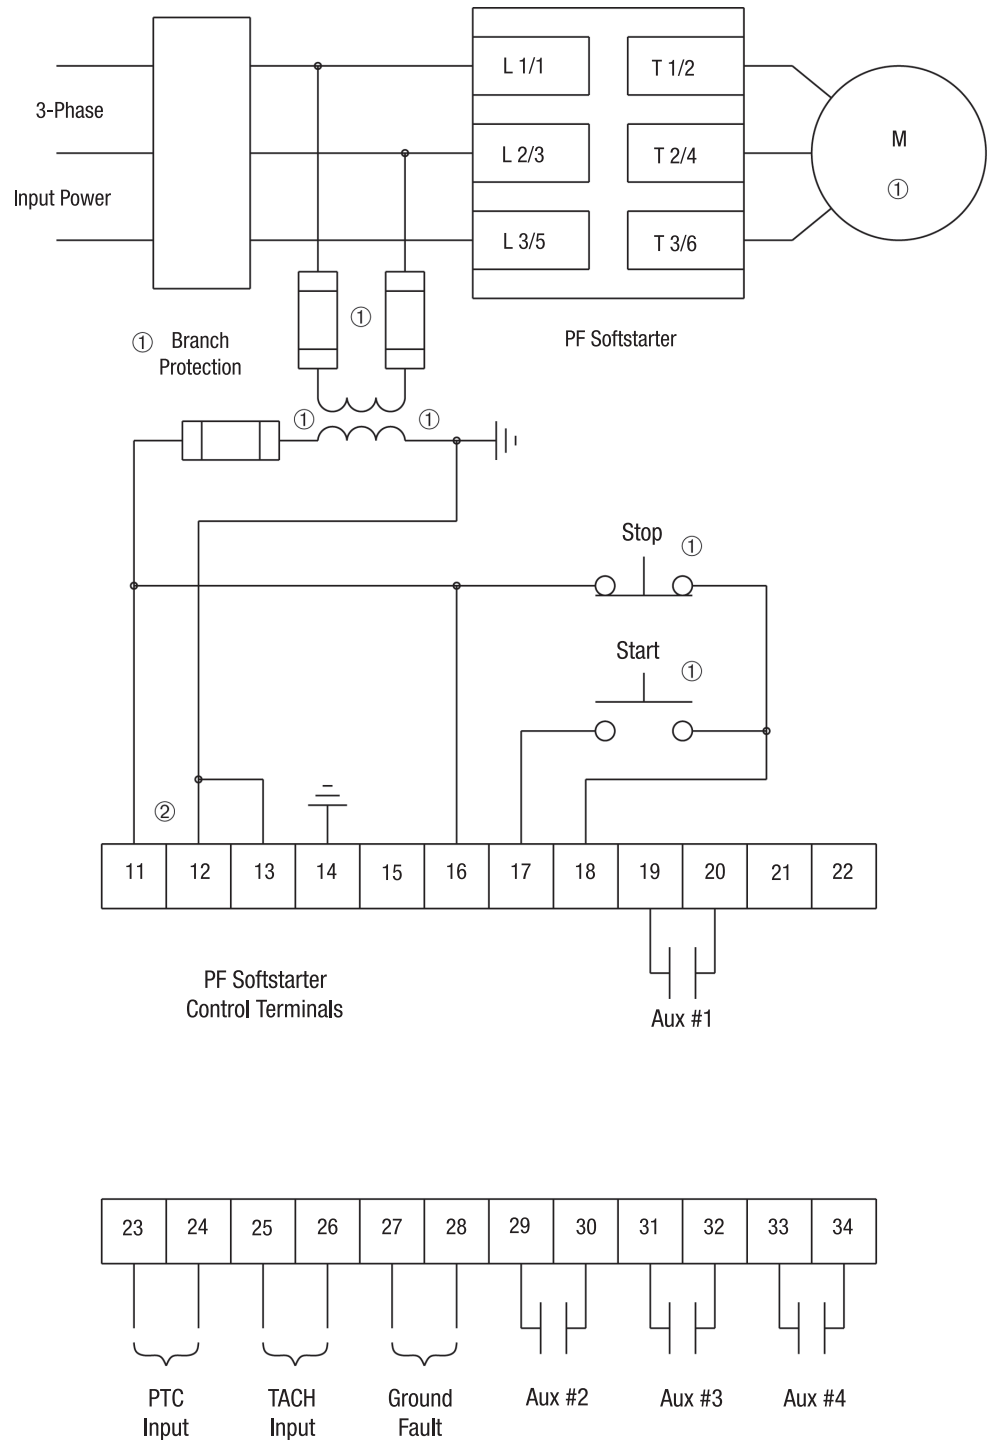 L 1/1
T 1/2
3-Phase
M
L 2/3
T 2/4
①
Input Power
L 3/5
T 3/6
①
① Branch
Protection
PF Softstarter
①
①
Stop
①
Start
①
②
11 12 13 14 15 16 17 18 19 20 21 22
PF Softstarter
Control Terminals
Aux #1
23 24 25 26 27 28 29 30 31 32 33 34
PTC
Input
TACH
Input
Ground
Fault
Aux #2
Aux #3
Aux #4